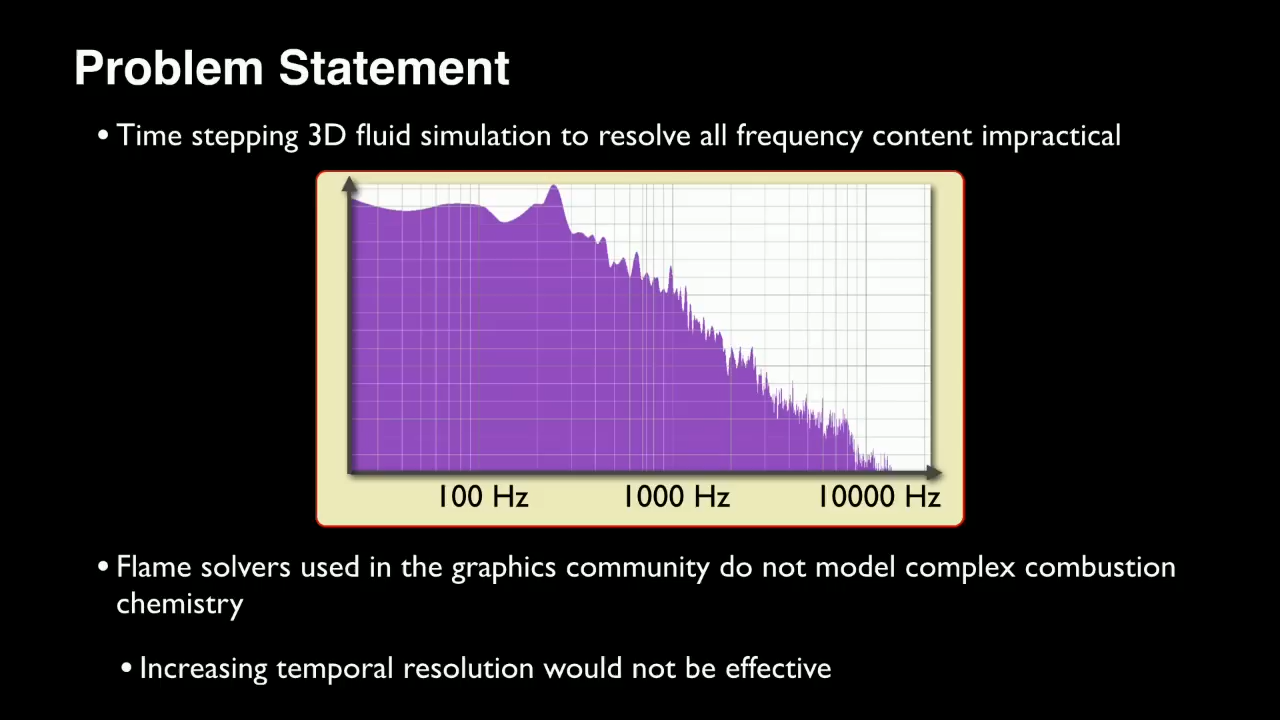 Problem Statement
• Time stepping 3D fluid simulation to resolve all frequency content impractical
100 Hz 1000 Hz 10000 Hz
• Flame solvers used in the graphics community do not model complex combustion
chemistry
• Increasing temporal resolution would not be effective